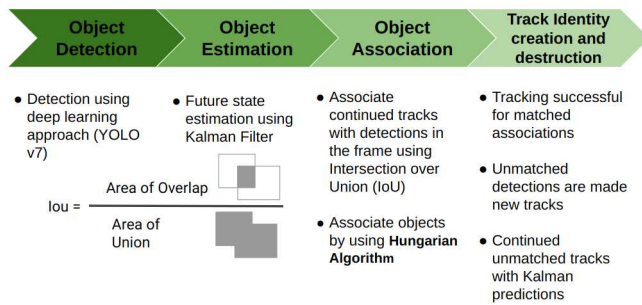 Object
Detection
Object
Estimation
Object
Association
Track Identity
creation and
destruction
● Detection using
deep learning
approach (YOLO
v7)
● Future state
estimation using
Kalman Filter
Iou =
Area of Overlap
Area of
Union
● Associate
continued tracks
with detections in
the frame using
Intersection over
Union (IoU)
● Associate objects
by using Hungarian
Algorithm
● Tracking successful
for matched
associations
● Unmatched
detections are made
new tracks
● Continued
unmatched tracks
with Kalman
predictions